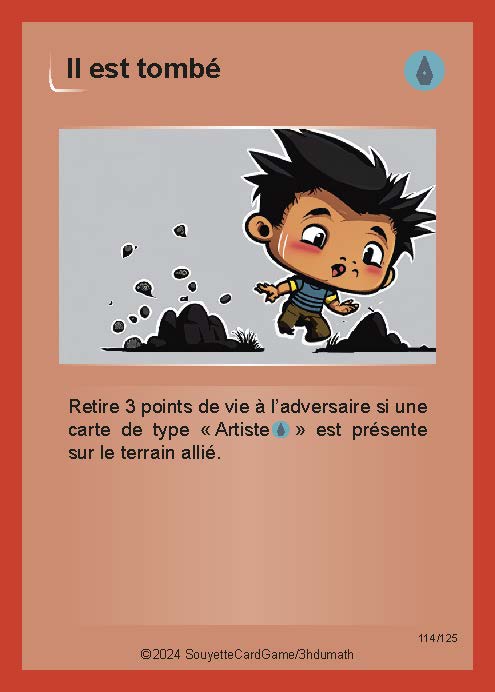 Il est tombé
Retire 3 points de vie à l’adversaire si une
carte de type « Artiste » est présente
sur le terrain allié.
114/125
©2024 SouyetteCardGame/3hdumath